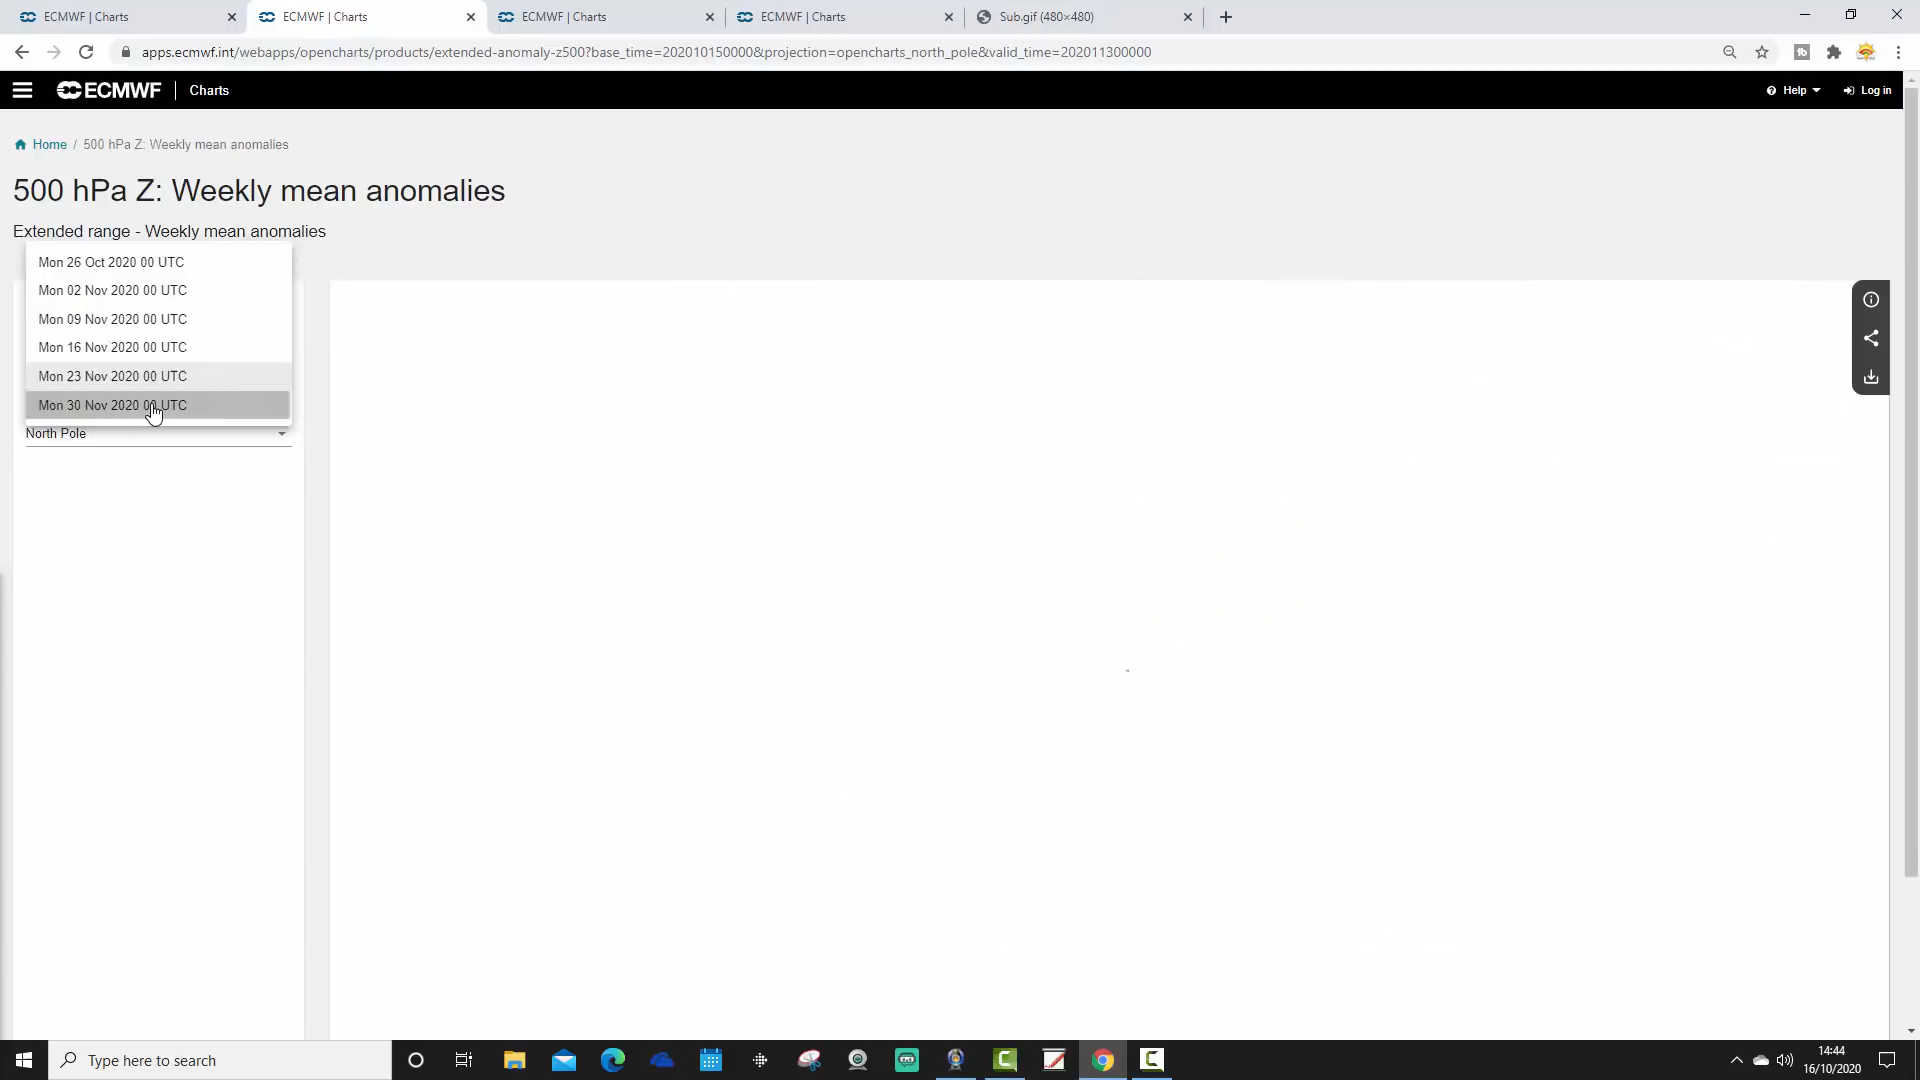 ECMWF | Charts
ECMWF | Charts
ECMWF | Charts
ECMWF | Charts
Sub.gif (480×480)
apps.ecmwf.int/webapps/opencharts/products/extended-anomaly-z500?base_time=202010150000&projection=opencharts_north_pole&valid_time=202011300000
ECMWF
Charts
Help
Log in
Home / 500 hPa Z: Weekly mean anomalies
500 hPa Z: Weekly mean anomalies
Extended range - Weekly mean anomalies
Mon 26 Oct 2020 00 UTC
Mon 02 Nov 2020 00 UTC
Mon 09 Nov 2020 00 UTC
Mon 16 Nov 2020 00 UTC
Mon 23 Nov 2020 00 UTC
Mon 30 Nov 2020 00 UTC
North Pole
Type here to search
14:44
16/10/2020